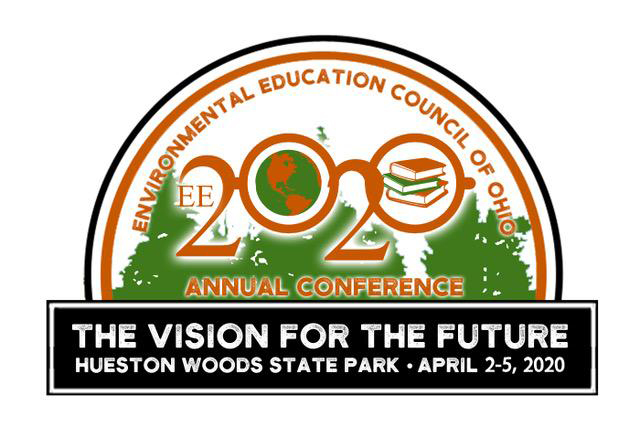 ENVIRONMENTAL EDUCATION COUNCIL OF OHIO
EE
2020
ANNUAL CONFERENCE
THE VISION FOR THE FUTURE
HUESTON WOODS STATE PARK • APRIL 2-5, 2020